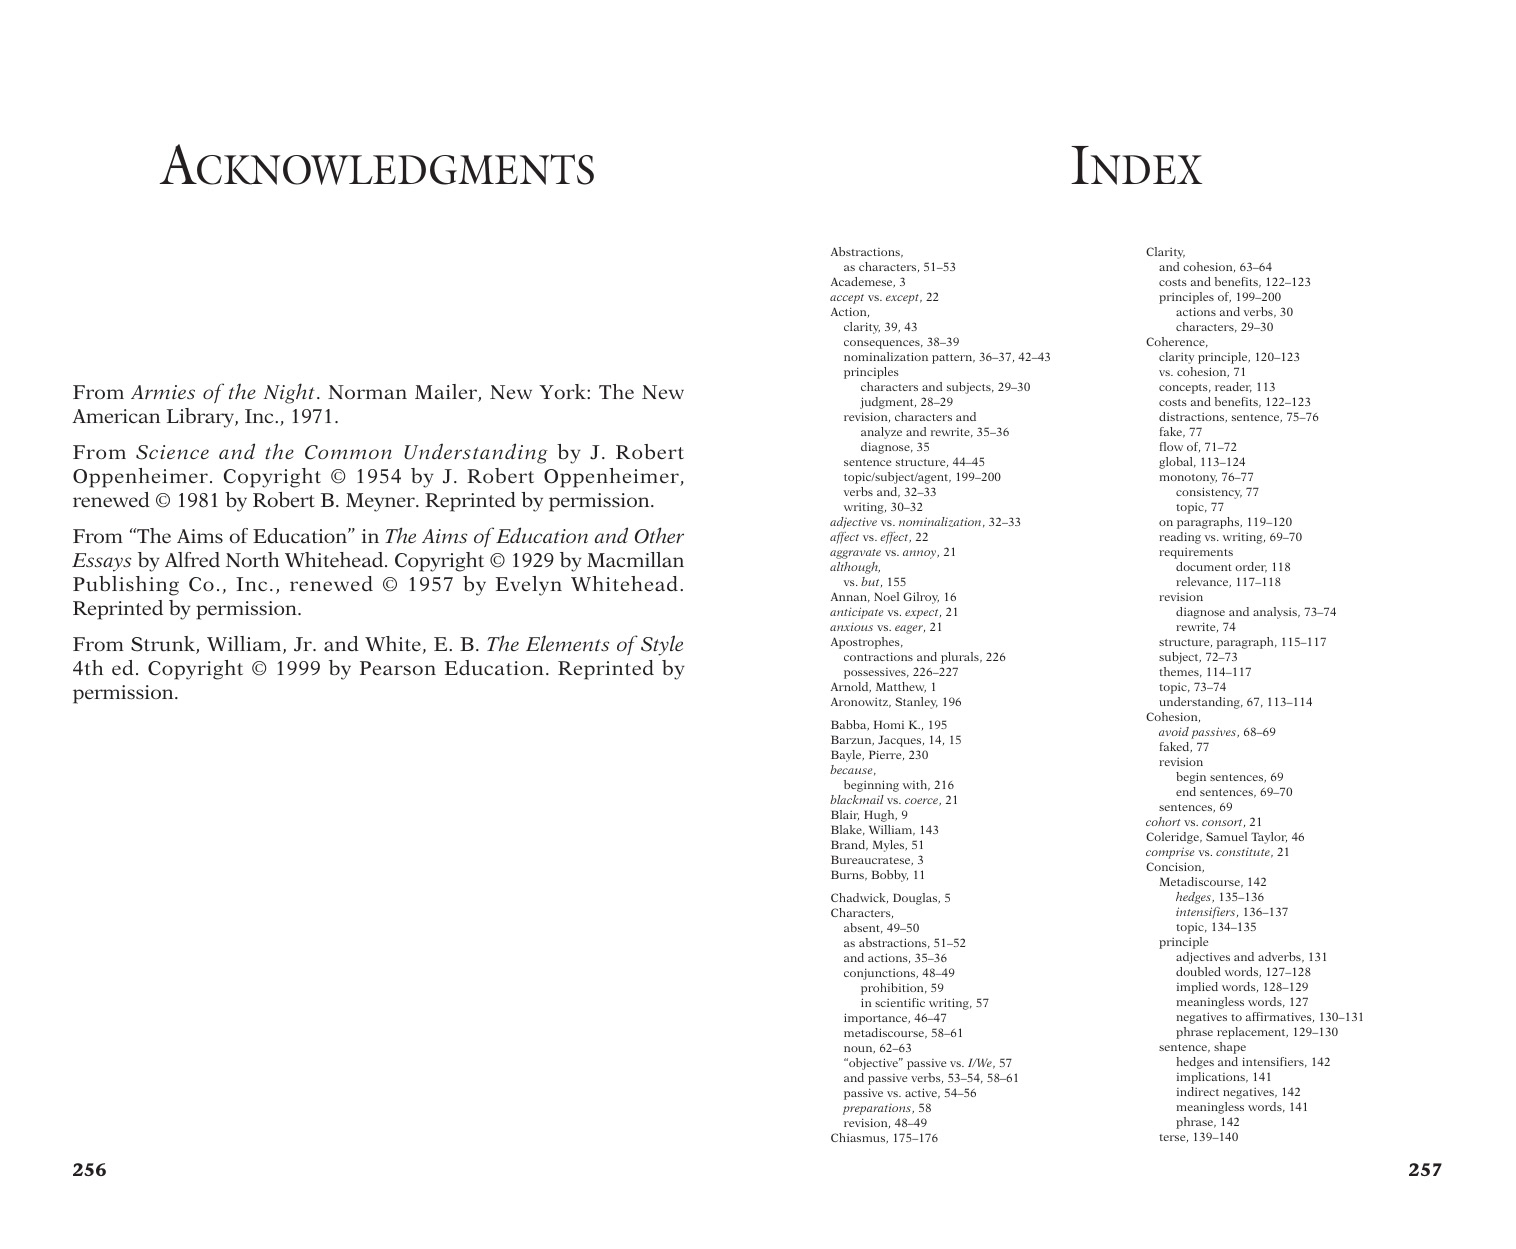 ACKNOWLEDGMENTS
From Armies of the Night. Norman Mailer, New York: The New
American Library, Inc., 1971.
From Science and the Common Understanding by J. Robert
Oppenheimer. Copyright © 1954 by J. Robert Oppenheimer,
renewed © 1981 by Robert B. Meyner. Reprinted by permission.
From “The Aims of Education” in The Aims of Education and Other
Essays by Alfred North Whitehead. Copyright © 1929 by Macmillan
Publishing Co., Inc., renewed © 1957 by Evelyn Whitehead.
Reprinted by permission.
From Strunk, William, Jr. and White, E. B. The Elements of Style
4th ed. Copyright © 1999 by Pearson Education. Reprinted by
permission.
256
INDEX
Abstractions,
as characters, 51–53
Academese, 3
accept vs. except, 22
Action,
clarity, 39, 43
consequences, 38–39
nominalization pattern, 36–37, 42–43
principles
characters and subjects, 29–30
judgment, 28–29
revision, characters and
analyze and rewrite, 35–36
diagnose, 35
sentence structure, 44–45
topic/subject/agent, 199–200
verbs and, 32–33
writing, 30–32
adjective vs. nominalization, 32–33
affect vs. effect, 22
aggravate vs. annoy, 21
although,
vs. but, 155
Annan, Noel Gilroy, 16
anticipate vs. expect, 21
anxious vs. eager, 21
Apostrophes,
contractions and plurals, 226
possessives, 226–227
Arnold, Matthew, 1
Aronowitz, Stanley, 196
Babba, Homi K., 195
Barzun, Jacques, 14, 15
Bayle, Pierre, 230
because,
beginning with, 216
blackmail vs. coerce, 21
Blair, Hugh, 9
Blake, William, 143
Brand, Myles, 51
Bureaucratese, 3
Burns, Bobby, 11
Chadwick, Douglas, 5
Characters,
absent, 49–50
as abstractions, 51–52
and actions, 35–36
conjunctions, 48–49
prohibition, 59
in scientific writing, 57
importance, 46–47
metadiscourse, 58–61
noun, 62–63
“objective” passive vs. I/We, 57
and passive verbs, 53–54, 58–61
passive vs. active, 54–56
preparations, 58
revision, 48–49
Chiasmus, 175–176
Clarity,
and cohesion, 63–64
costs and benefits, 122–123
principles of, 199–200
actions and verbs, 30
characters, 29–30
Coherence,
clarity principle, 120–123
vs. cohesion, 71
concepts, reader, 113
costs and benefits, 122–123
distractions, sentence, 75–76
fake, 77
flow of, 71–72
global, 113–124
monotony, 76–77
consistency, 77
topic, 77
on paragraphs, 119–120
reading vs. writing, 69–70
requirements
document order, 118
relevance, 117–118
revision
diagnose and analysis, 73–74
rewrite, 74
structure, paragraph, 115–117
subject, 72–73
themes, 114–117
topic, 73–74
understanding, 67, 113–114
Cohesion,
avoid passives, 68–69
faked, 77
revision
begin sentences, 69
end sentences, 69–70
sentences, 69
cohort vs. consort, 21
Coleridge, Samuel Taylor, 46
comprise vs. constitute, 21
Concision,
Metadiscourse, 142
hedges, 135–136
intensifiers, 136–137
topic, 134–135
principle
adjectives and adverbs, 131
doubled words, 127–128
implied words, 128–129
meaningless words, 127
negatives to affirmatives, 130–131
phrase replacement, 129–130
sentence, shape
hedges and intensifiers, 142
implications, 141
indirect negatives, 142
meaningless words, 141
phrase, 142
terse, 139–140
257